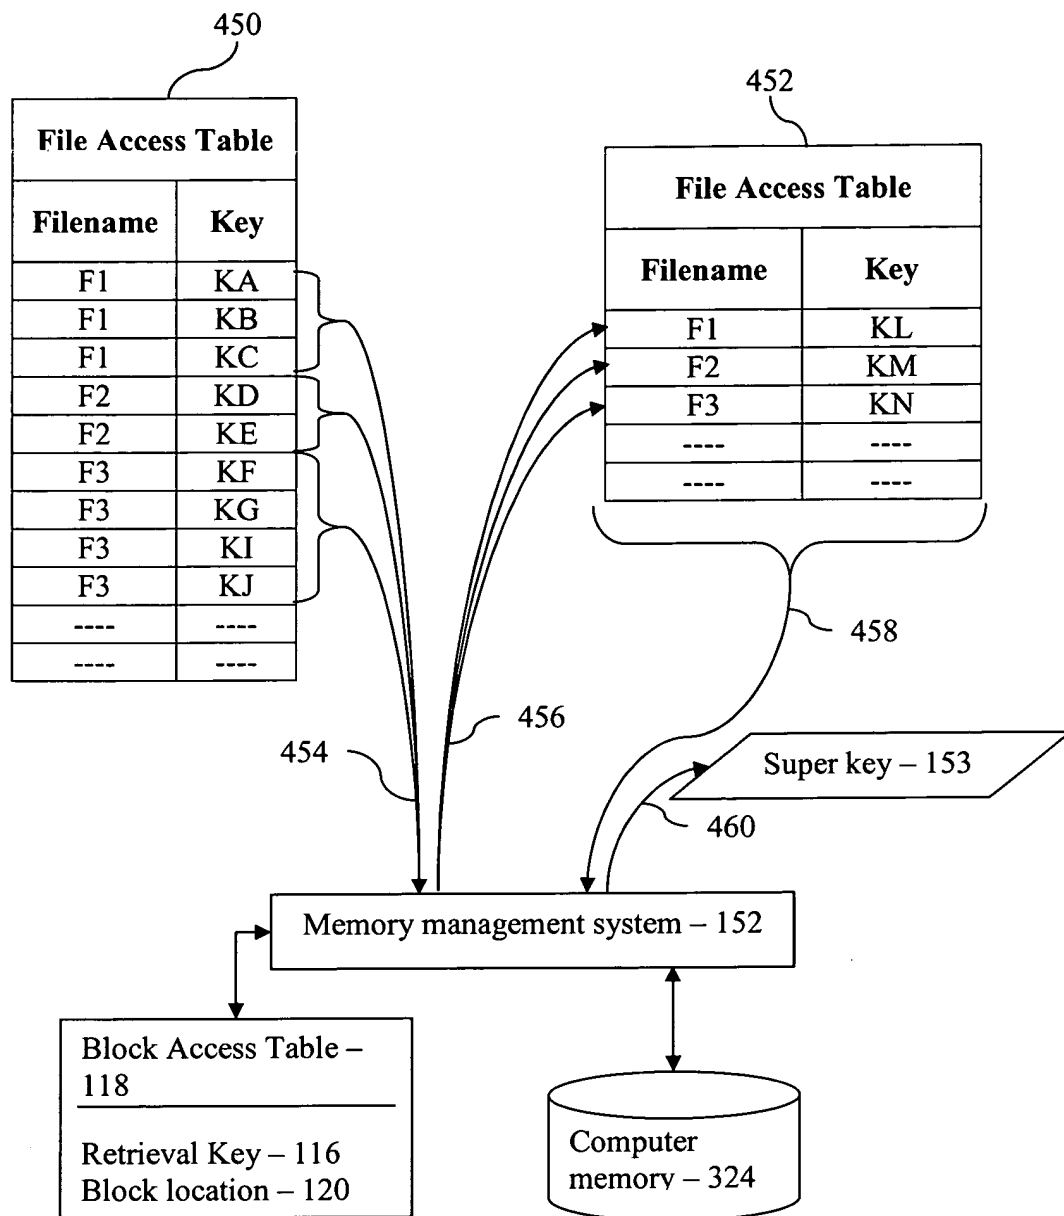 450
File Access Table
Filename Key
F1 KA
F1 KB
F1 KC
F2 KD
F2 KE
F3 KF
F3 KG
F3 KI
F3 KJ
---- ----
---- ----
452
File Access Table
Filename Key
F1 KL
F2 KM
F3 KN
---- ----
---- ----
454
456
458
460
Super key – 153
Memory management system – 152
Block Access Table –
118
Retrieval Key – 116
Block location – 120
Computer
memory – 324